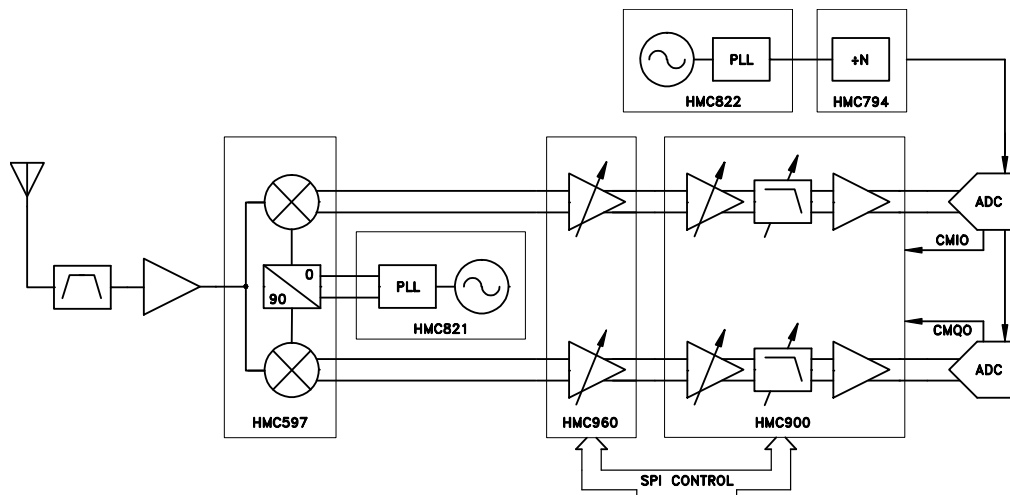 PLL
÷N
HMC822
HMC794
ADC
CMIO
0
90
PLL
HMC821
CMQO
ADC
HMC597
HMC960
HMC900
SPI CONTROL